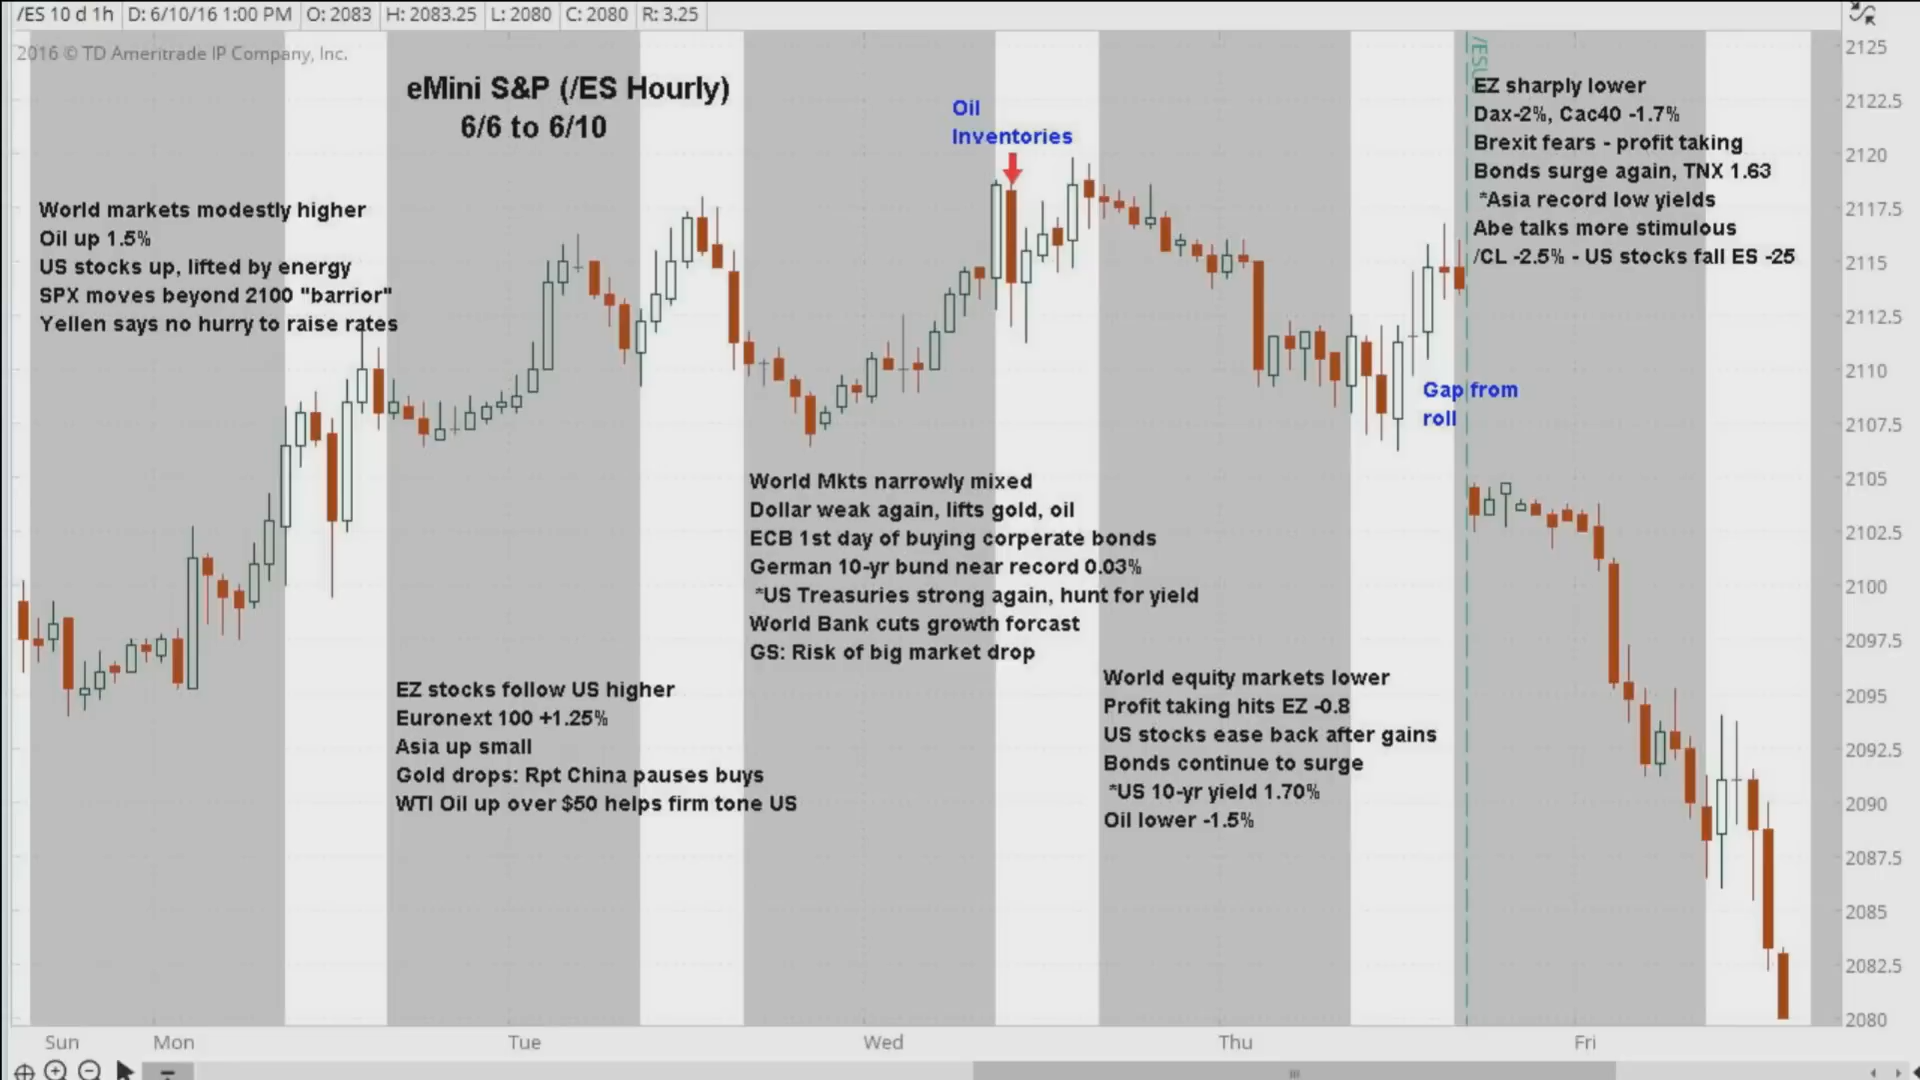 /ES 10 d 1h D: 6/10/16 1:00 PM O: 2083 H: 2083.25 L: 2080 C: 2080 R: 3.25
2016 © TD Ameritrade IP Company, Inc.
eMini S&P (/ES Hourly)
6/6 to 6/10
World markets modestly higher
Oil up 1.5%
US stocks up, lifted by energy
SPX moves beyond 2100 "barrier"
Yellen says no hurry to raise rates
EZ stocks follow US higher
Euronext 100 +1.25%
Asia up small
Gold drops: Rpt China pauses buys
WTI Oil up over $50 helps firm tone US
Oil
Inventories
World Mkts narrowly mixed
Dollar weak again, lifts gold, oil
ECB 1st day of buying corperate bonds
German 10-yr bund near record 0.03%
*US Treasuries strong again, hunt for yield
World Bank cuts growth forcast
GS: Risk of big market drop
World equity markets lower
Profit taking hits EZ -0.8
US stocks ease back after gains
Bonds continue to surge
*US 10-yr yield 1.70%
Oil lower -1.5%
Gap from
roll
EZ sharply lower
Dax-2%, Cac40 -1.7%
Brexit fears - profit taking
Bonds surge again, TNX 1.63
*Asia record low yields
Abe talks more stimulous
/CL -2.5% - US stocks fall ES -25
2125
2122.5
2120
2117.5
2115
2112.5
2110
2107.5
2105
2102.5
2100
2097.5
2095
2092.5
2090
2087.5
2085
2082.5
2080
Sun Mon Tue Wed Thu Fri